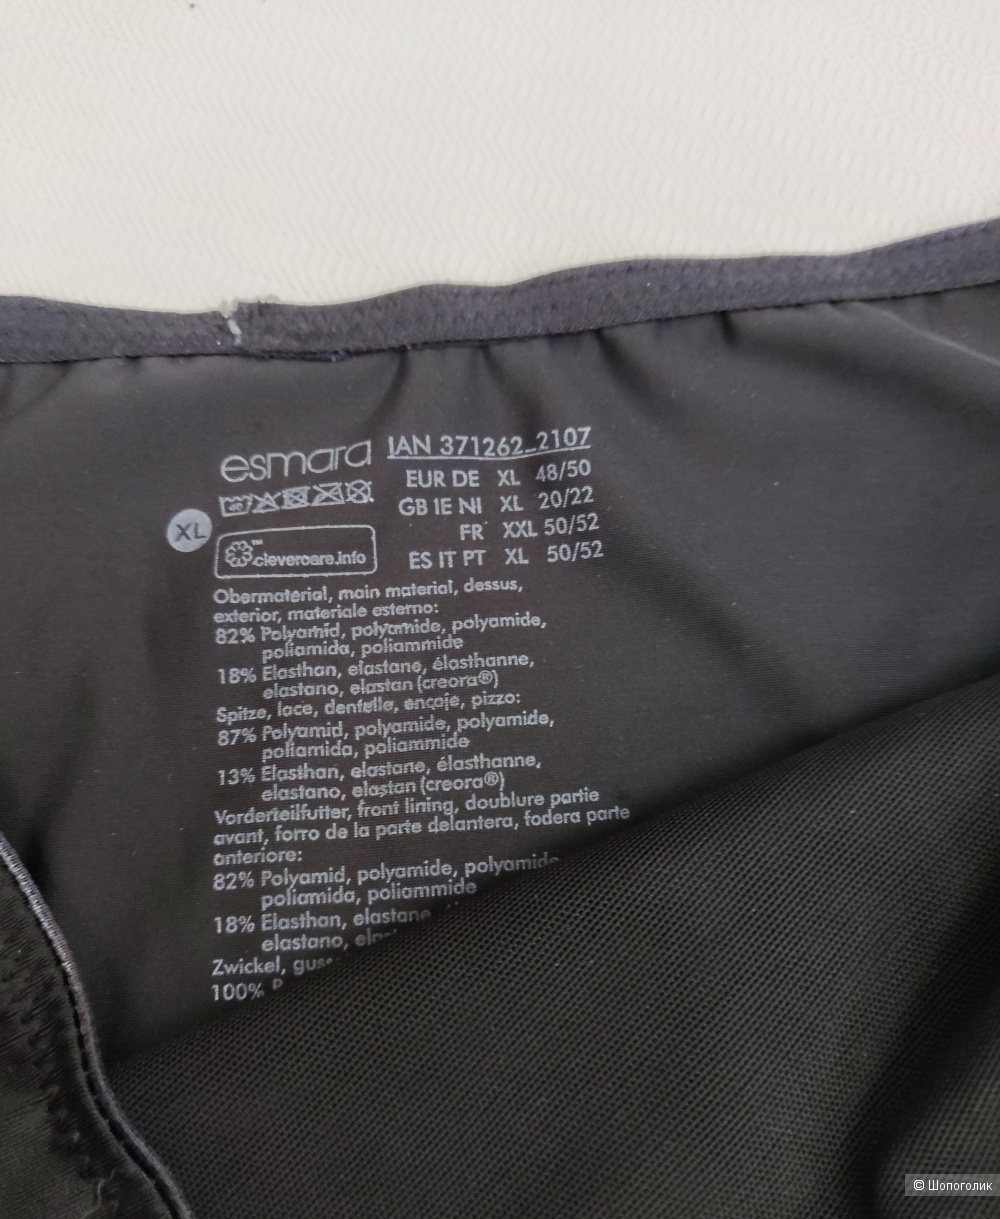 esmara IAN 371262_2107
EUR DE XL 48/50
GB IE NI XL 20/22
FR XXL 50/52
ES IT PT XL 50/52
40
XL
™clevercare.info
Obermaterial, main material, dessus,
exterior, materiale esterno:
82% Polyamid, polyamide, polyamide,
poliamida, poliammide
18% Elasthan, elastane, élasthanne,
elastano, elastan (creora®)
Spitze, lace, dentelle, encaje, pizzo:
87% Polyamid, polyamide, polyamide,
poliamida, poliammide
13% Elasthan, elastane, élasthanne,
elastano, elastan (creora®)
Vorderteilfutter, front lining, doublure partie
avant, forro de la parte delantera, fodera parte
anteriore:
82% Polyamid, polyamide, polyamide
poliamida, poliammide
18% Elasthan, elastane
elastano,
Zwickel,
100%
© Шопоголик